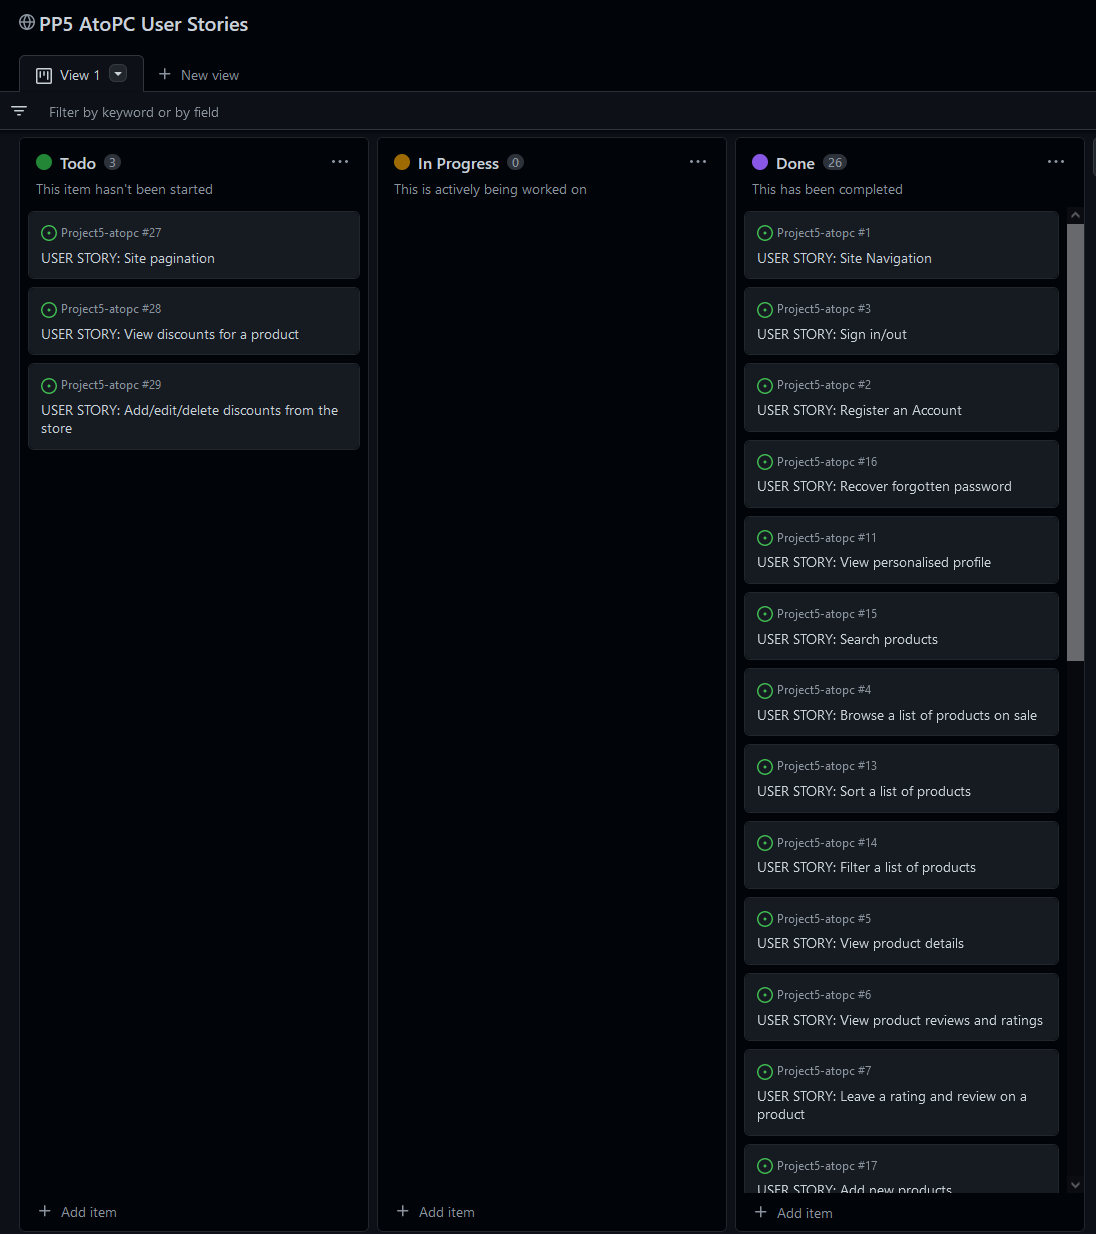 PP5 AtoPC User Stories
View 1
New view
Filter by keyword or by field
Todo 3
This item hasn't been started
Project5-atopc #27
USER STORY: Site pagination
Project5-atopc #28
USER STORY: View discounts for a product
Project5-atopc #29
USER STORY: Add/edit/delete discounts from the
store
Add item
In Progress 0
This is actively being worked on
Add item
Done 26
This has been completed
Project5-atopc #1
USER STORY: Site Navigation
Project5-atopc #3
USER STORY: Sign in/out
Project5-atopc #2
USER STORY: Register an Account
Project5-atopc #16
USER STORY: Recover forgotten password
Project5-atopc #11
USER STORY: View personalised profile
Project5-atopc #15
USER STORY: Search products
Project5-atopc #4
USER STORY: Browse a list of products on sale
Project5-atopc #13
USER STORY: Sort a list of products
Project5-atopc #14
USER STORY: Filter a list of products
Project5-atopc #5
USER STORY: View product details
Project5-atopc #6
USER STORY: View product reviews and ratings
Project5-atopc #7
USER STORY: Leave a rating and review on a
product
Project5-atopc #17
USER STORY: Add new products
Add item